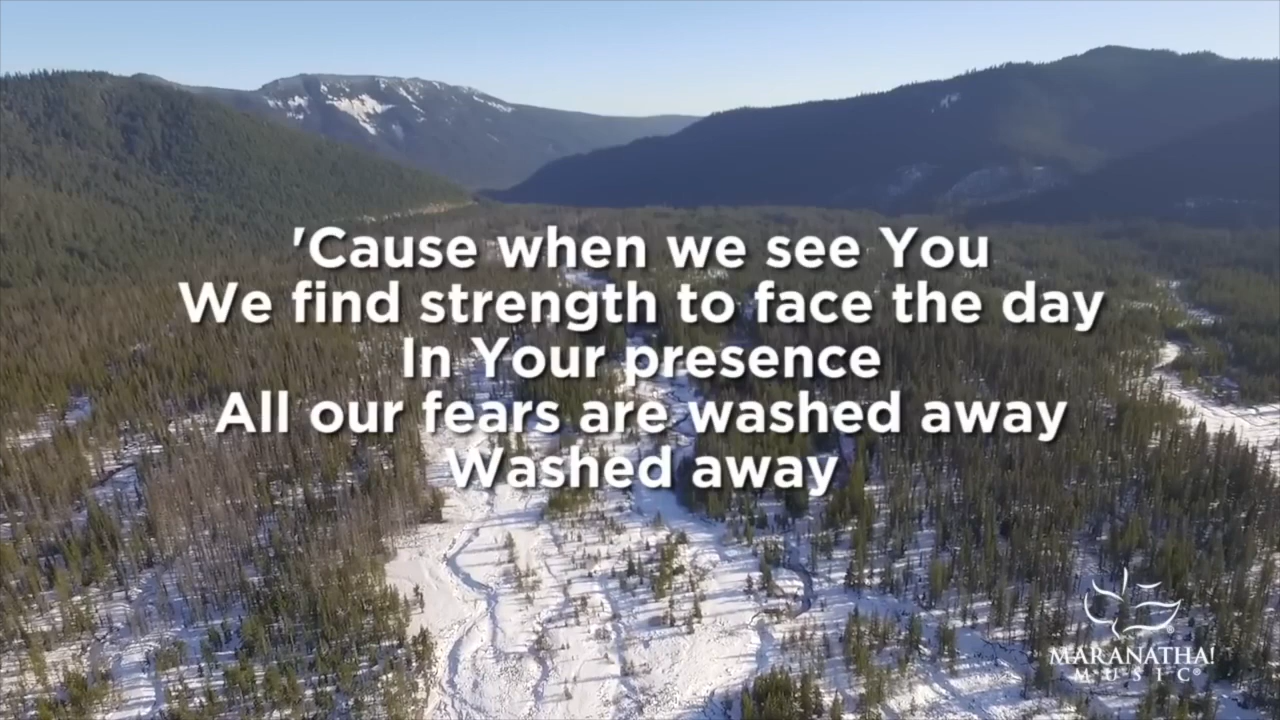 'Cause when we see You
We find strength to face the day
In Your presence
All our fears are washed away
Washed away
MARANATHA!
MUSIC®